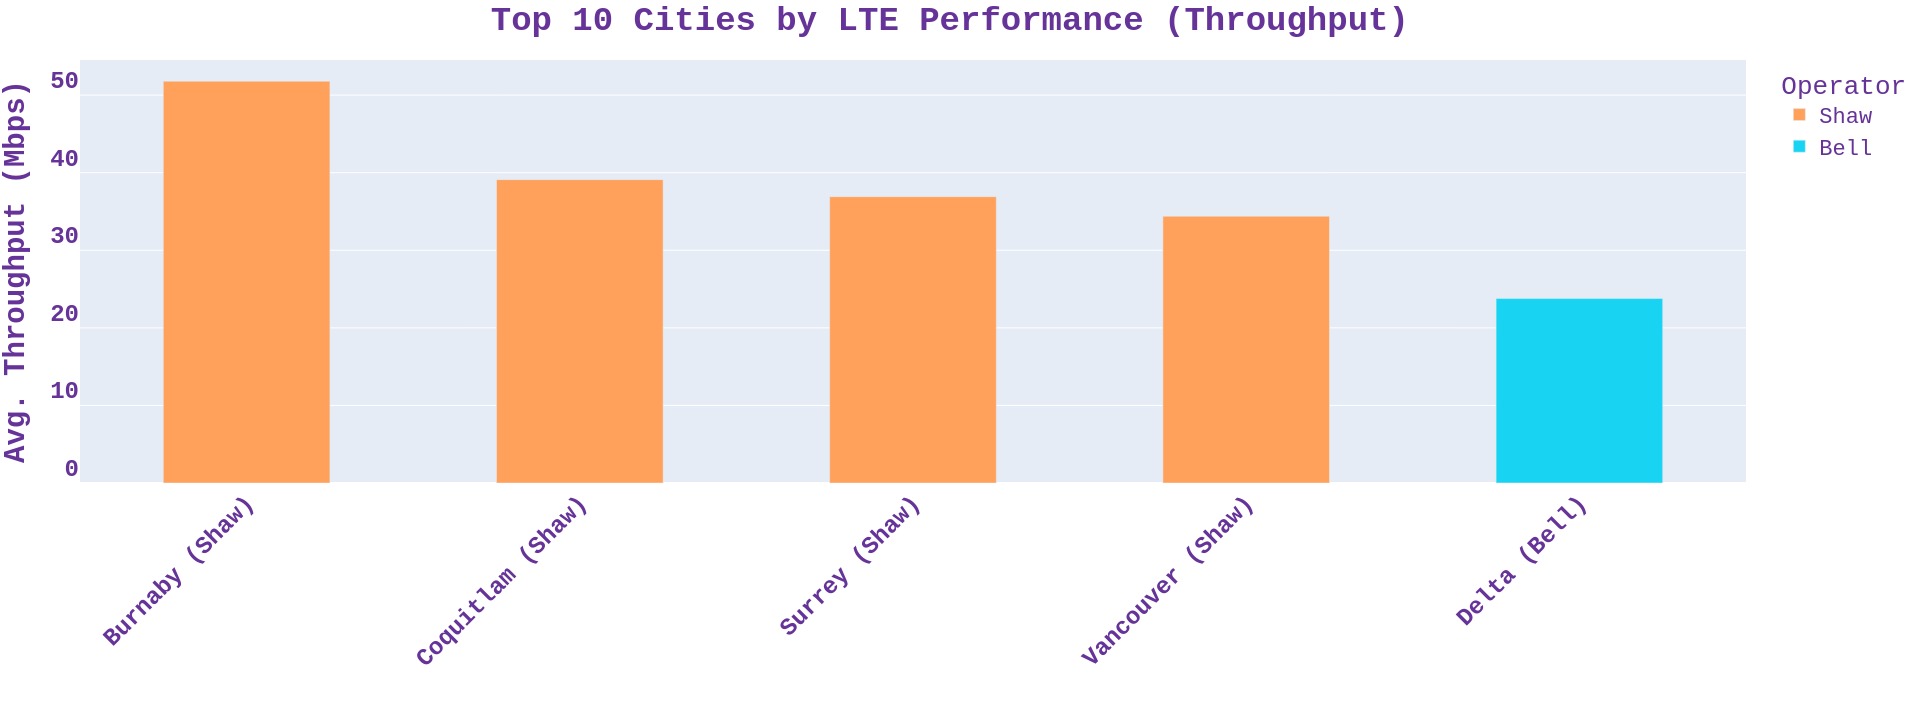 Top 10 Cities by LTE Performance (Throughput)
Avg. Throughput (Mbps)
50
40
30
20
10
0
Burnaby (Shaw)
Coquitlam (Shaw)
Surrey (Shaw)
Vancouver (Shaw)
Delta (Bell)
Operator
Shaw
Bell